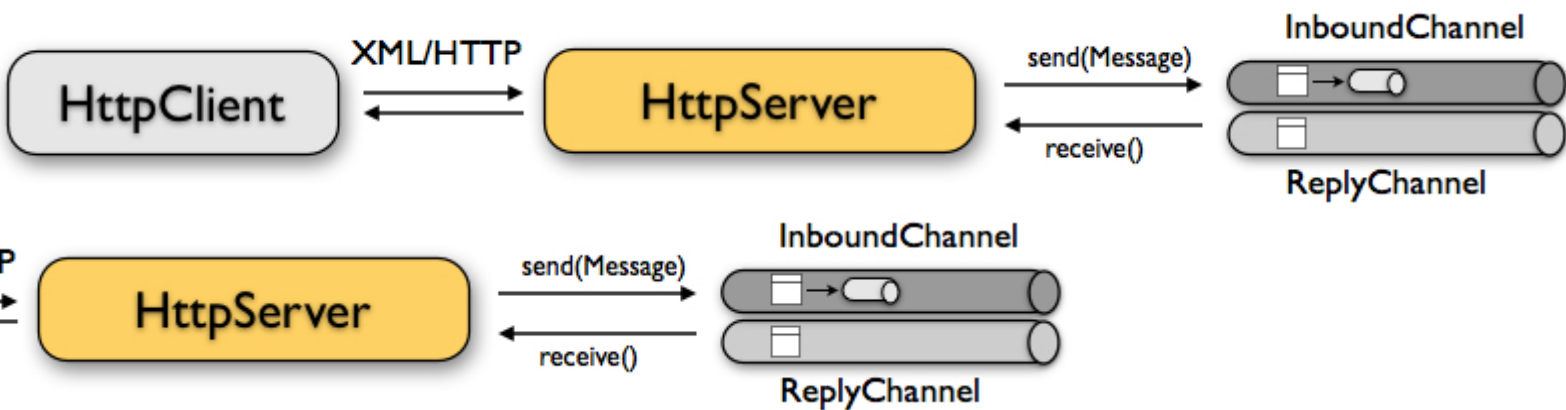 InboundChannel
XML/HTTP
send(Message)
HttpClient
HttpServer
receive()
ReplyChannel
InboundChannel
P
send(Message)
HttpServer
receive()
ReplyChannel